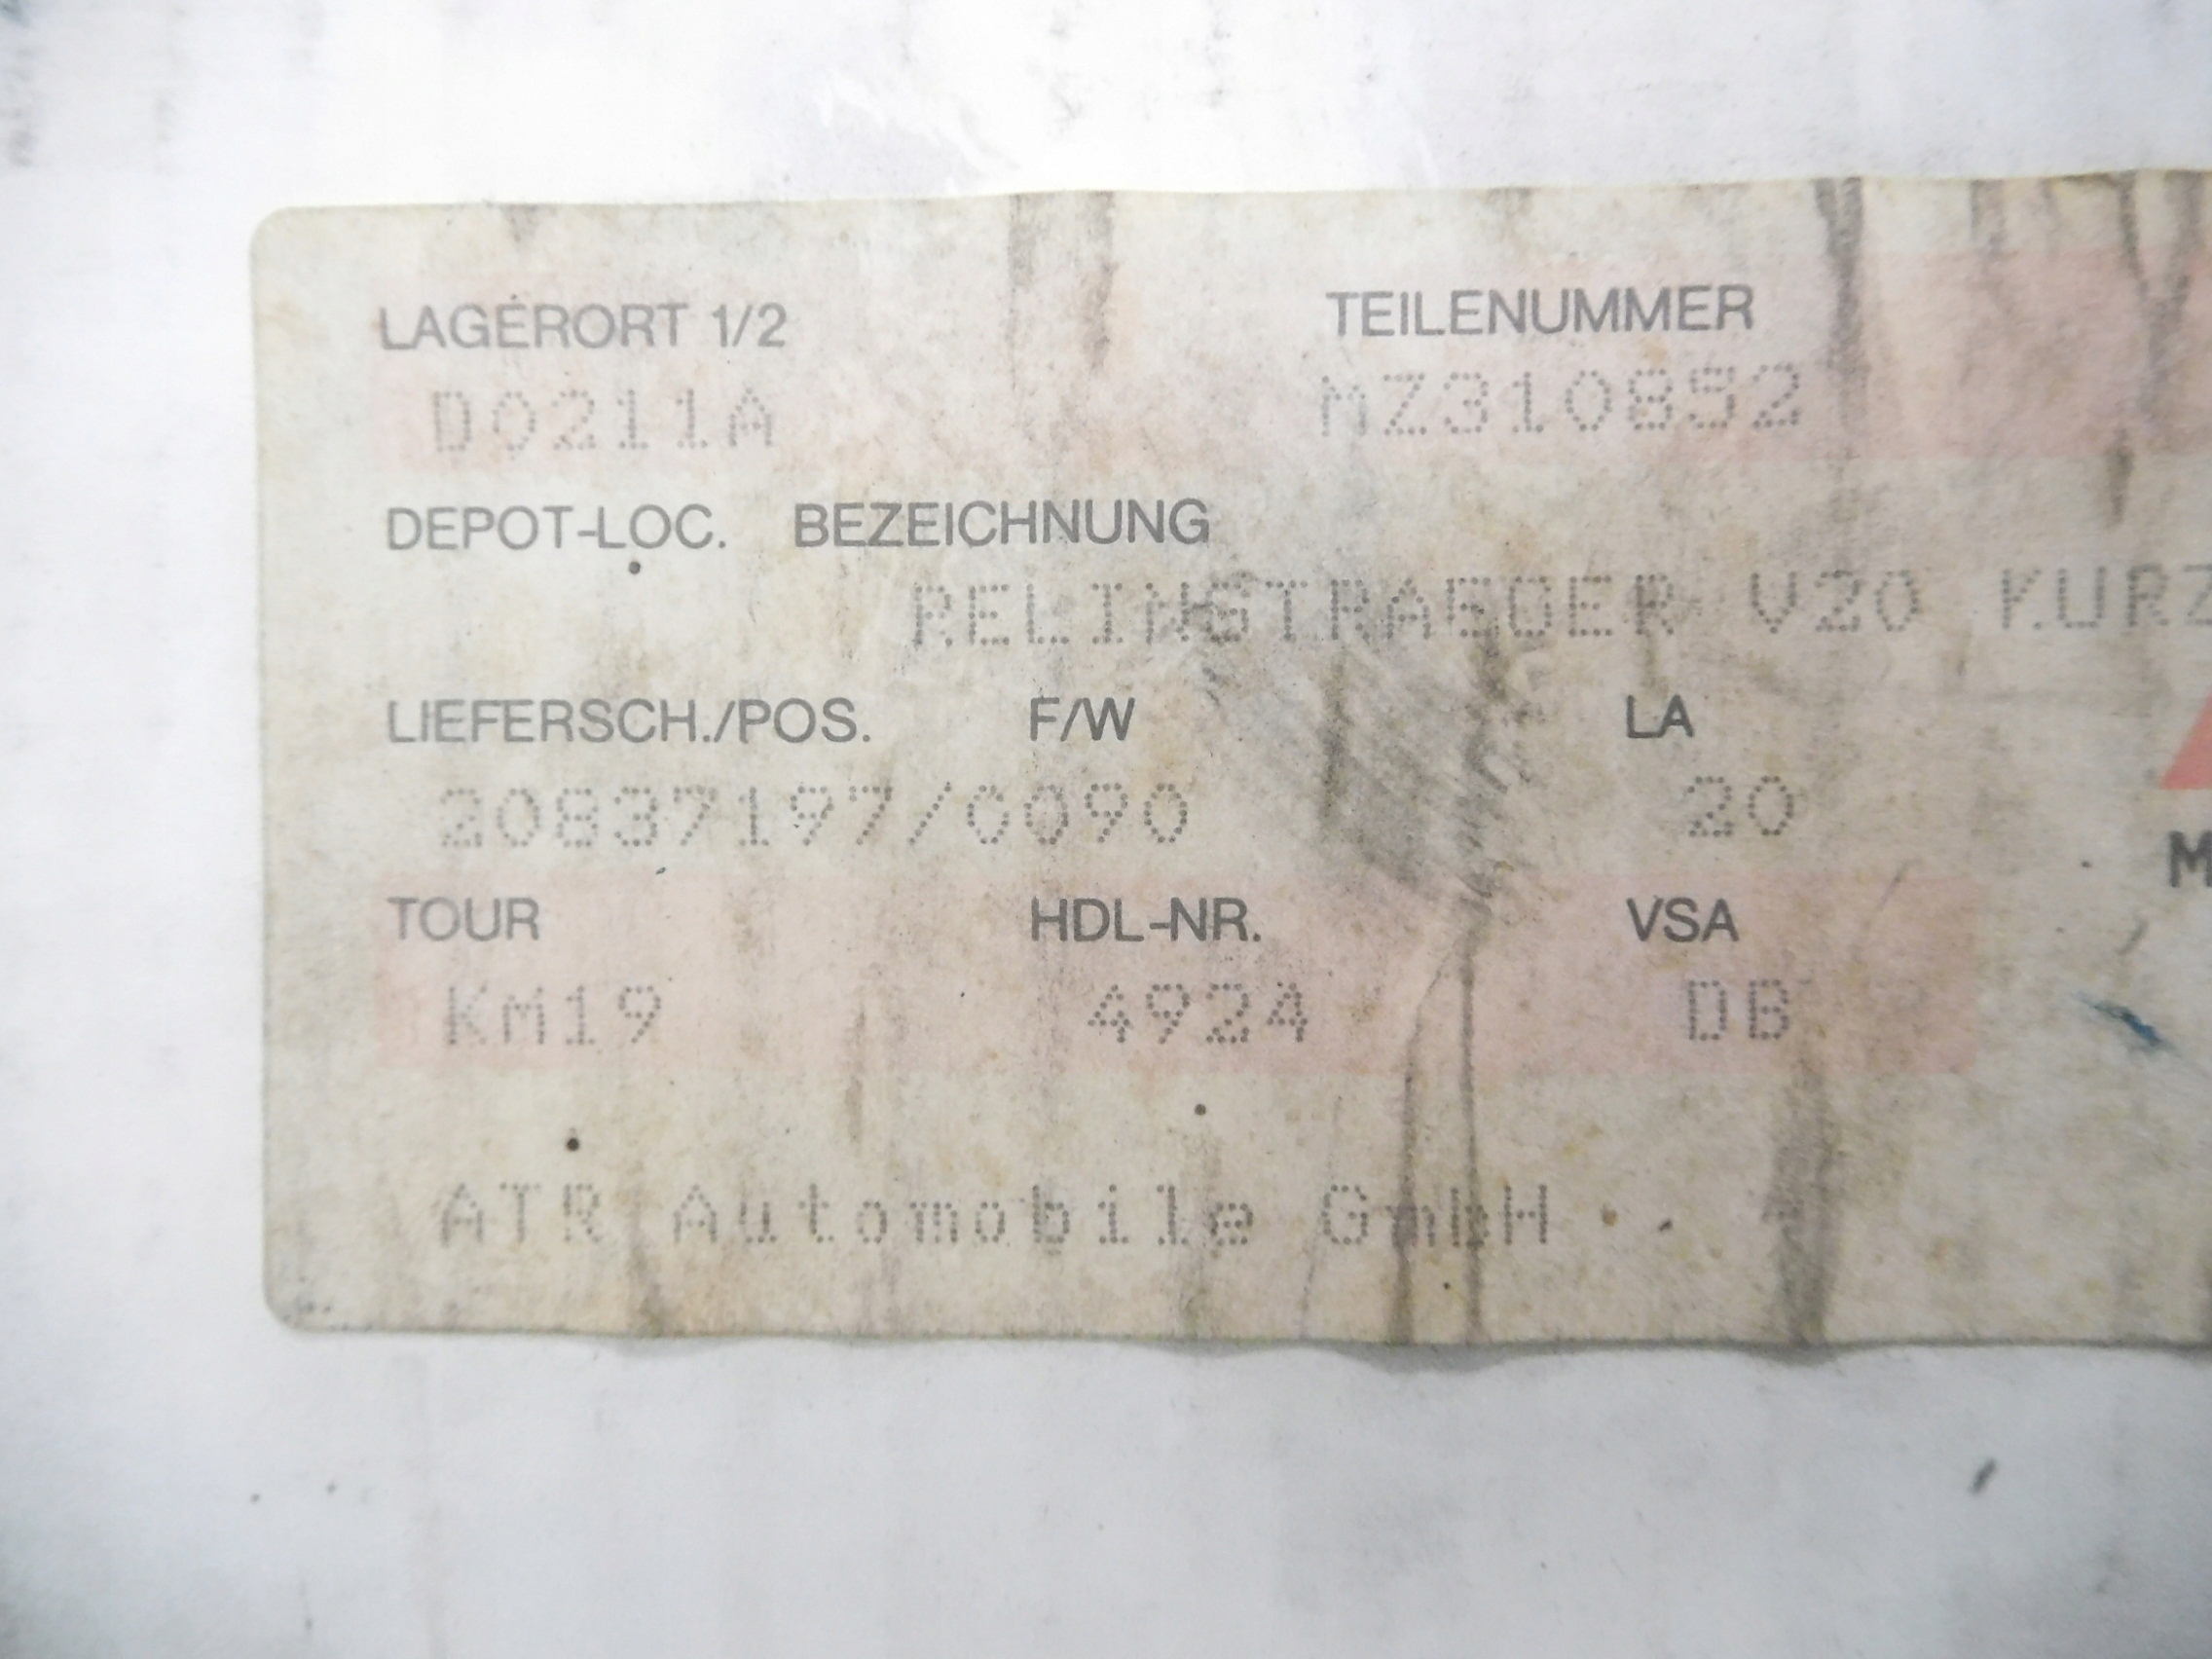 LAGERORT 1/2 TEILENUMMER
D0211A MZ310852
DEPOT-LOC. BEZEICHNUNG
RELINGTRAEGER V20 KURZ
LIEFERSCH./POS. F/W LA
20837197/0090 20
TOUR HDL-NR. VSA
KM19 4924 DB
ATR Automobile GmbH